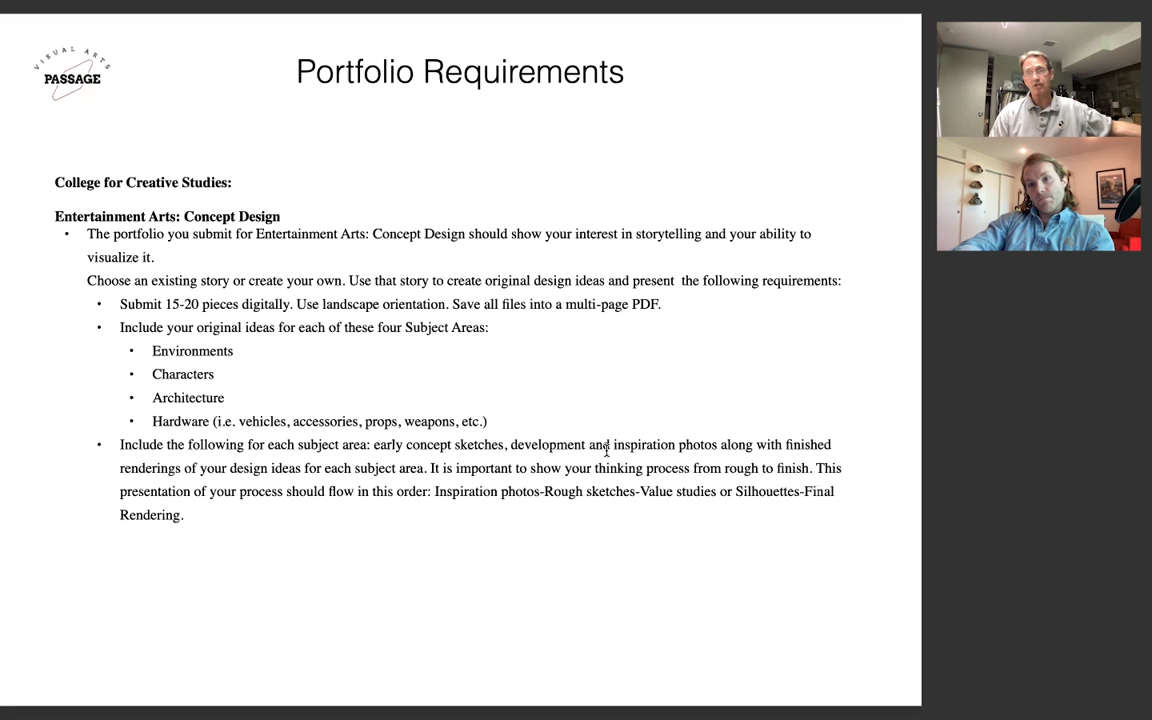 VISUAL ARTS
PASSAGE
Portfolio Requirements
College for Creative Studies:
Entertainment Arts: Concept Design
• The portfolio you submit for Entertainment Arts: Concept Design should show your interest in storytelling and your ability to
visualize it.
Choose an existing story or create your own. Use that story to create original design ideas and present the following requirements:
• Submit 15-20 pieces digitally. Use landscape orientation. Save all files into a multi-page PDF.
• Include your original ideas for each of these four Subject Areas:
• Environments
• Characters
• Architecture
• Hardware (i.e. vehicles, accessories, props, weapons, etc.)
• Include the following for each subject area: early concept sketches, development and inspiration photos along with finished
renderings of your design ideas for each subject area. It is important to show your thinking process from rough to finish. This
presentation of your process should flow in this order: Inspiration photos-Rough sketches-Value studies or Silhouettes-Final
Rendering.